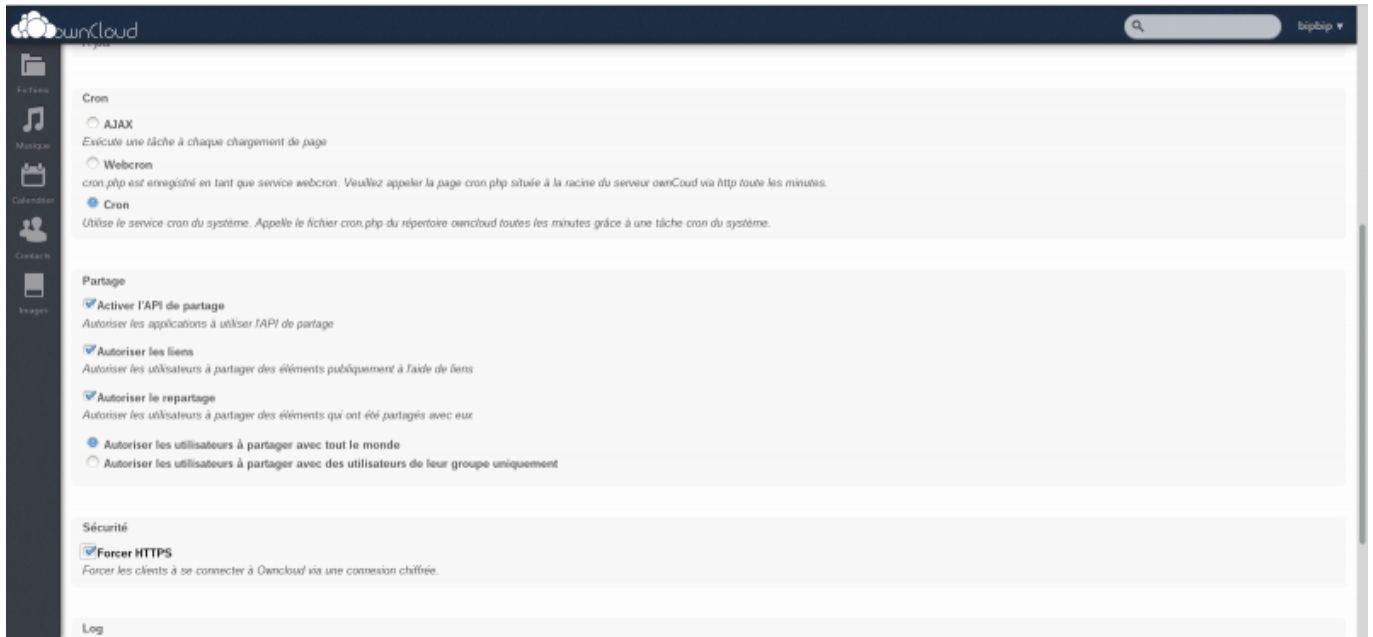 ownCloud
bipbip ▼
Fichiers
Musique
Calendrier
Contacts
Images
Cron
AJAX
Exécute une tâche à chaque chargement de page
Webcron
cron.php est enregistré en tant que service webcron. Veuillez appeler la page cron.php située à la racine du serveur ownCoud via http toute les minutes.
Cron
Utilise le service cron du système. Appelle le fichier cron.php du répertoire owncloud toutes les minutes grâce à une tâche cron du système.
Partage
Activer l'API de partage
Autoriser les applications à utiliser l'API de partage
Autoriser les liens
Autoriser les utilisateurs à partager des éléments publiquement à l'aide de liens
Autoriser le repartage
Autoriser les utilisateurs à partager des éléments qui ont été partagés avec eux
Autoriser les utilisateurs à partager avec tout le monde
Autoriser les utilisateurs à partager avec des utilisateurs de leur groupe uniquement
Sécurité
Forcer HTTPS
Forcer les clients à se connecter à Owncloud via une connexion chiffrée.
Log